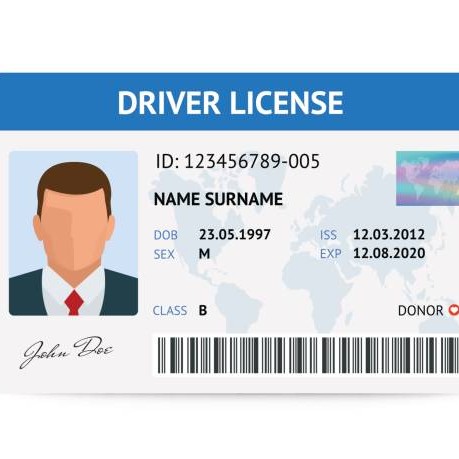 DRIVER LICENSE
ID: 123456789-005
NAME SURNAME
DOB 23.05.1997 ISS 12.03.2012
SEX M EXP 12.08.2020
CLASS B DONOR
John Doe